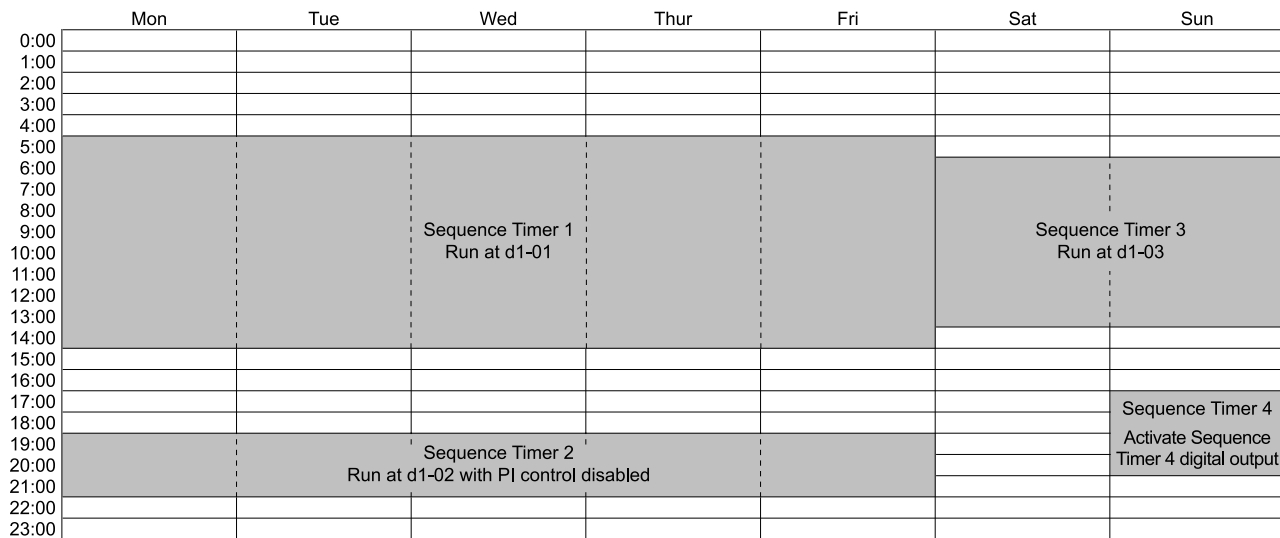 Mon Tue Wed Thur Fri Sat Sun
0:00
1:00
2:00
3:00
4:00
5:00
6:00
7:00
8:00
9:00
10:00
11:00
12:00
13:00
14:00
15:00
16:00
17:00
18:00
19:00
20:00
21:00
22:00
23:00
Sequence Timer 1
Run at d1-01
Sequence Timer 3
Run at d1-03
Sequence Timer 2
Run at d1-02 with PI control disabled
Sequence Timer 4
Activate Sequence
Timer 4 digital output